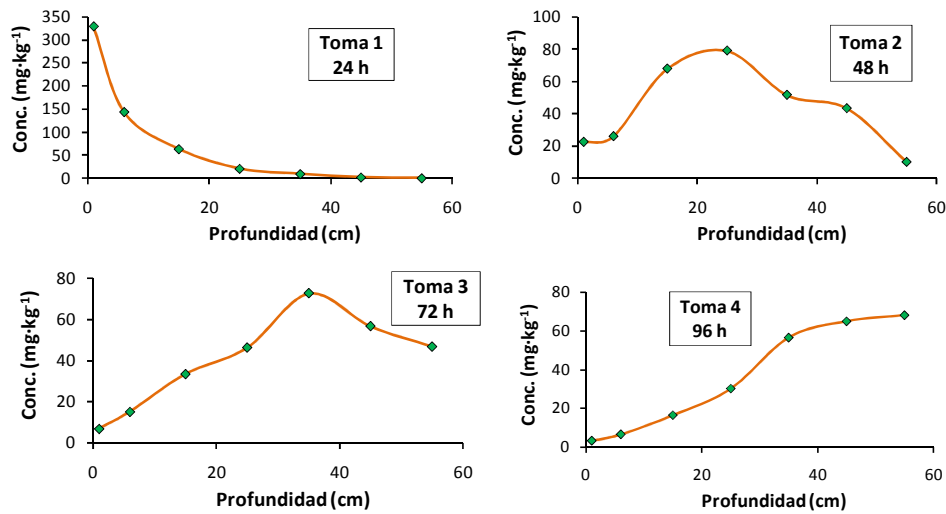 Toma 1
24 h
Conc. (mg·kg⁻¹)
350
300
250
200
150
100
50
0
0 20 40 60
Profundidad (cm)
Toma 2
48 h
Conc. (mg·kg⁻¹)
100
80
60
40
20
0
0 20 40 60
Profundidad (cm)
Toma 3
72 h
Conc. (mg·kg⁻¹)
80
60
40
20
0
0 20 40 60
Profundidad (cm)
Toma 4
96 h
Conc. (mg·kg⁻¹)
80
60
40
20
0
0 20 40 60
Profundidad (cm)